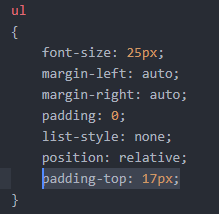 ul
{
font-size: 25px;
margin-left: auto;
margin-right: auto;
padding: 0;
list-style: none;
position: relative;
padding-top: 17px;
}